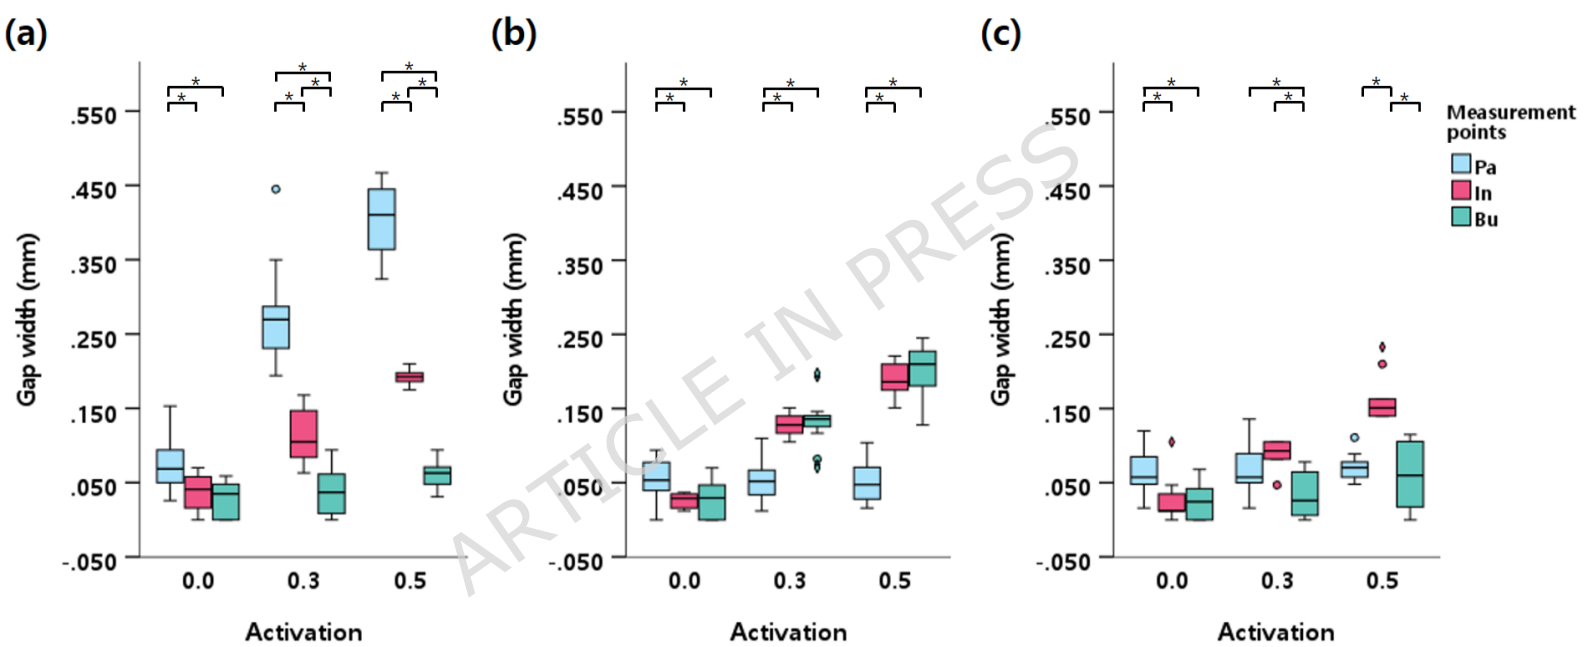 (a)
(b)
(c)
* * * * * * * *
* * * * * *
* * * * * *
.550
.450
.350
.250
.150
.050
-.050
Gap width (mm)
0.0 0.3 0.5
Activation
.550
.450
.350
.250
.150
.050
-.050
Gap width (mm)
0.0 0.3 0.5
Activation
.550
.450
.350
.250
.150
.050
-.050
Gap width (mm)
0.0 0.3 0.5
Activation
Measurement
points
Pa
In
Bu
ARTICLE IN PRESS